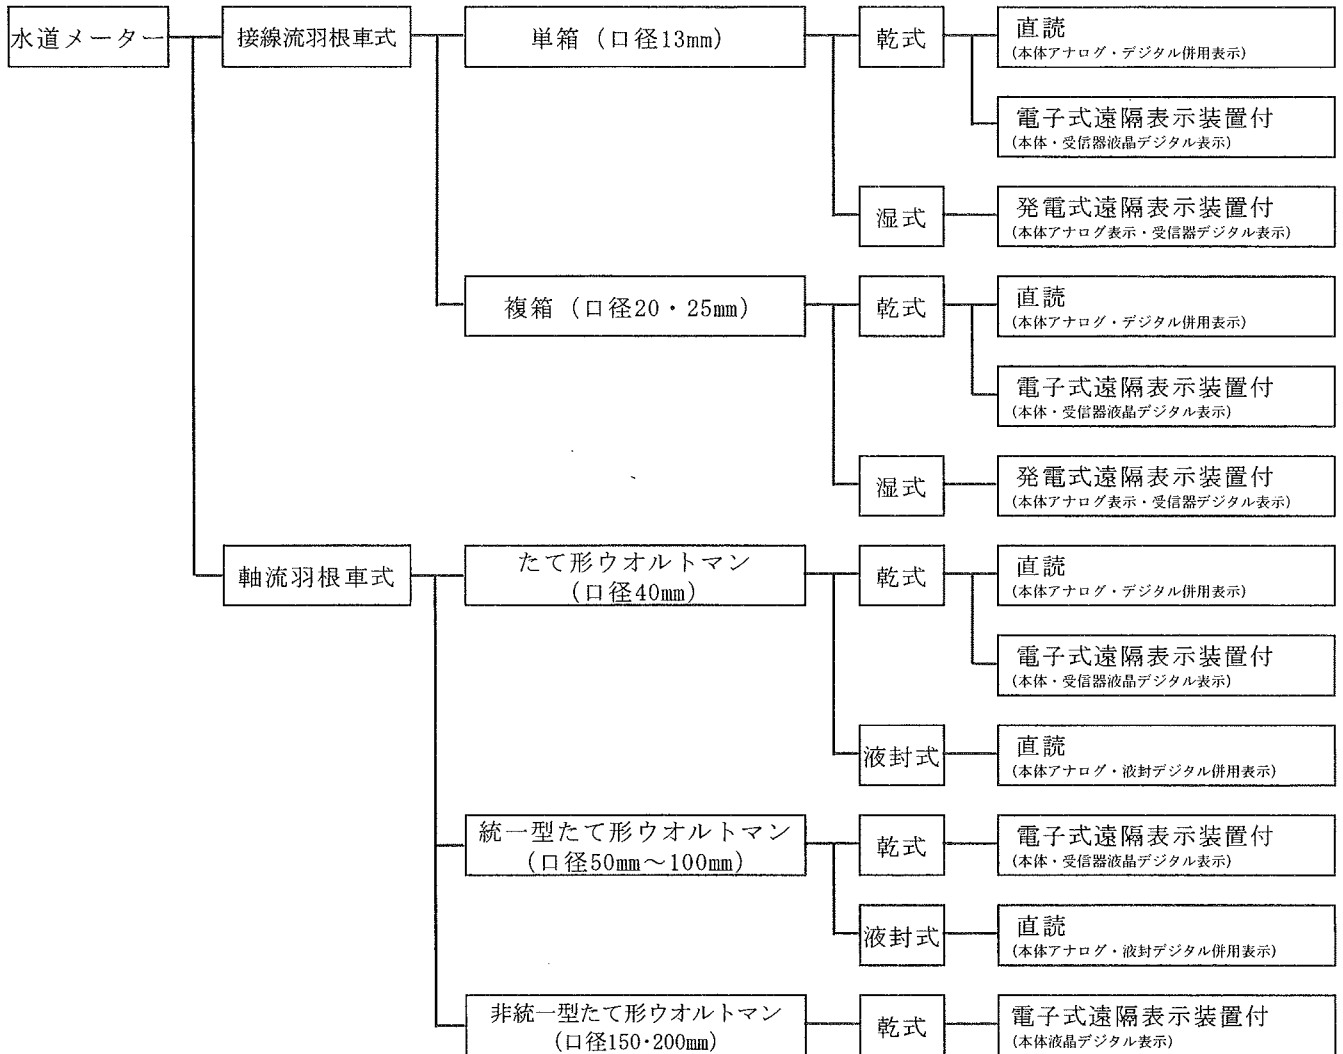 水道メーター
接線流羽根車式
単箱（口径13mm）
乾式
直読
(本体アナログ・デジタル併用表示)
電子式遠隔表示装置付
(本体・受信器液晶デジタル表示)
湿式
発電式遠隔表示装置付
(本体アナログ表示・受信器デジタル表示)
複箱（口径20・25mm）
乾式
直読
(本体アナログ・デジタル併用表示)
電子式遠隔表示装置付
(本体・受信器液晶デジタル表示)
湿式
発電式遠隔表示装置付
(本体アナログ表示・受信器デジタル表示)
軸流羽根車式
たて形ウオルトマン
（口径40mm）
乾式
直読
(本体アナログ・デジタル併用表示)
電子式遠隔表示装置付
(本体・受信器液晶デジタル表示)
液封式
直読
(本体アナログ・液封デジタル併用表示)
統一型たて形ウオルトマン
（口径50mm～100mm）
乾式
電子式遠隔表示装置付
(本体・受信器液晶デジタル表示)
液封式
直読
(本体アナログ・液封デジタル併用表示)
非統一型たて形ウオルトマン
（口径150・200mm）
乾式
電子式遠隔表示装置付
(本体液晶デジタル表示)